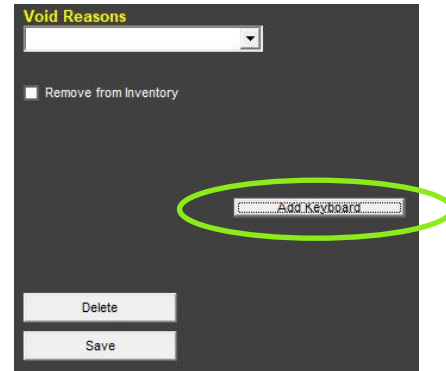 Void Reasons
Remove from Inventory
Add Keyboard
Delete
Save